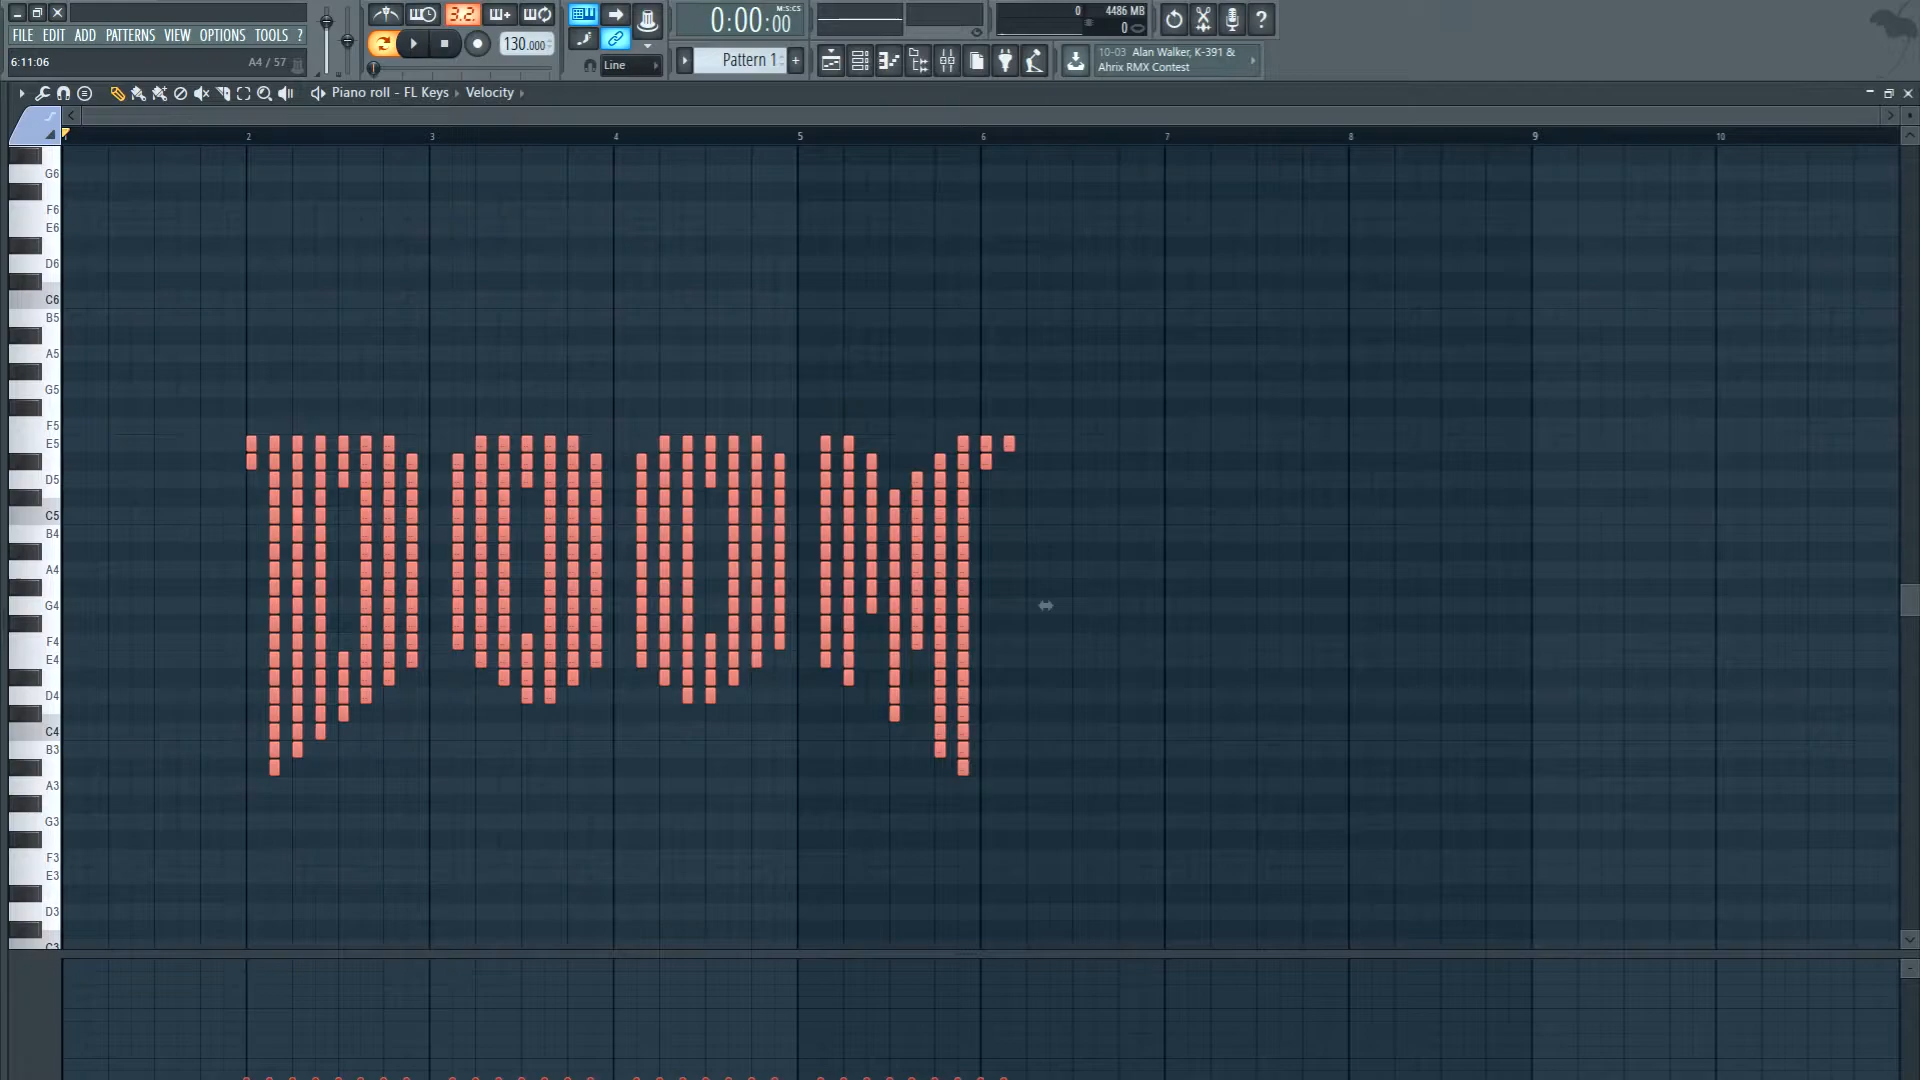 3.2.
130.000
0:00:00
M:S:CS
0
4486 MB
0
FILE EDIT ADD PATTERNS VIEW OPTIONS TOOLS ?
6:11:06
A4 / 57
Line
Pattern 1
+
?
10-03 Alan Walker, K-391 &
Ahrix RMX Contest
Piano roll - FL Keys ▸ Velocity ▸
2 3 4 5 6 7 8 9 10
G6
F6
E6
D6
C6
B5
A5
G5
F5
E5
D5
C5
B4
A4
G4
F4
E4
D4
C4
B3
A3
G3
F3
E3
D3
C3
DOOM